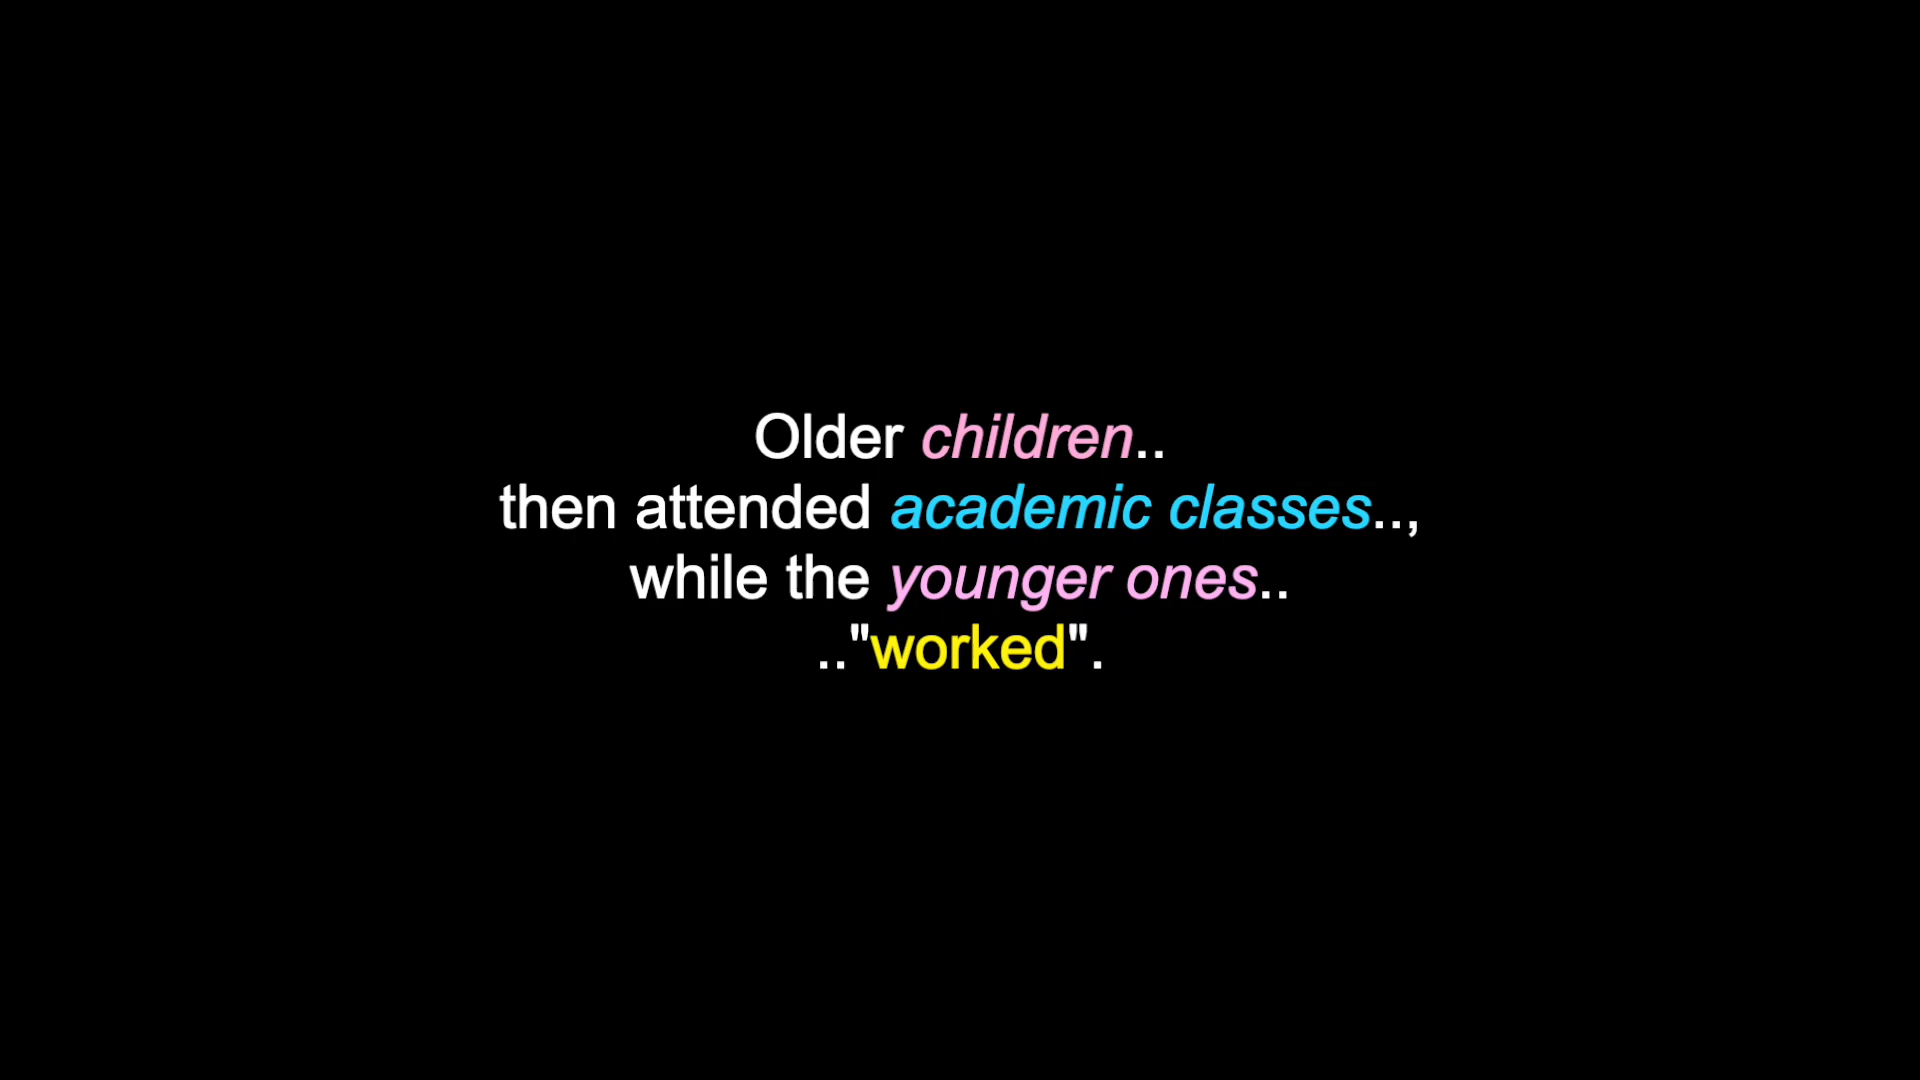 Older children..
then attended academic classes..,
while the younger ones..
.."worked".